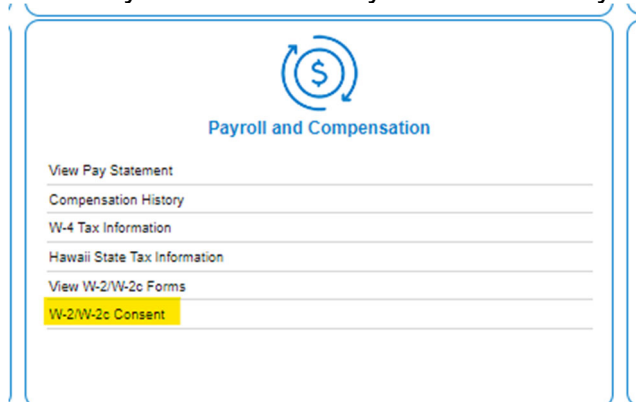 $
Payroll and Compensation
View Pay Statement
Compensation History
W-4 Tax Information
Hawaii State Tax Information
View W-2/W-2c Forms
W-2/W-2c Consent